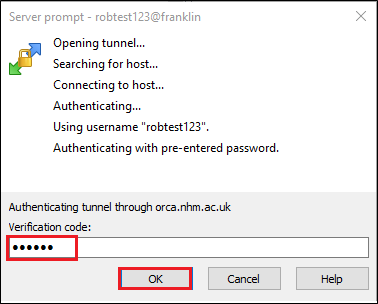 Server prompt - robtest123@franklin
Opening tunnel...
Searching for host...
Connecting to host...
Authenticating...
Using username "robtest123".
Authenticating with pre-entered password.
Authenticating tunnel through orca.nhm.ac.uk
Verification code:
••••••
OK Cancel Help